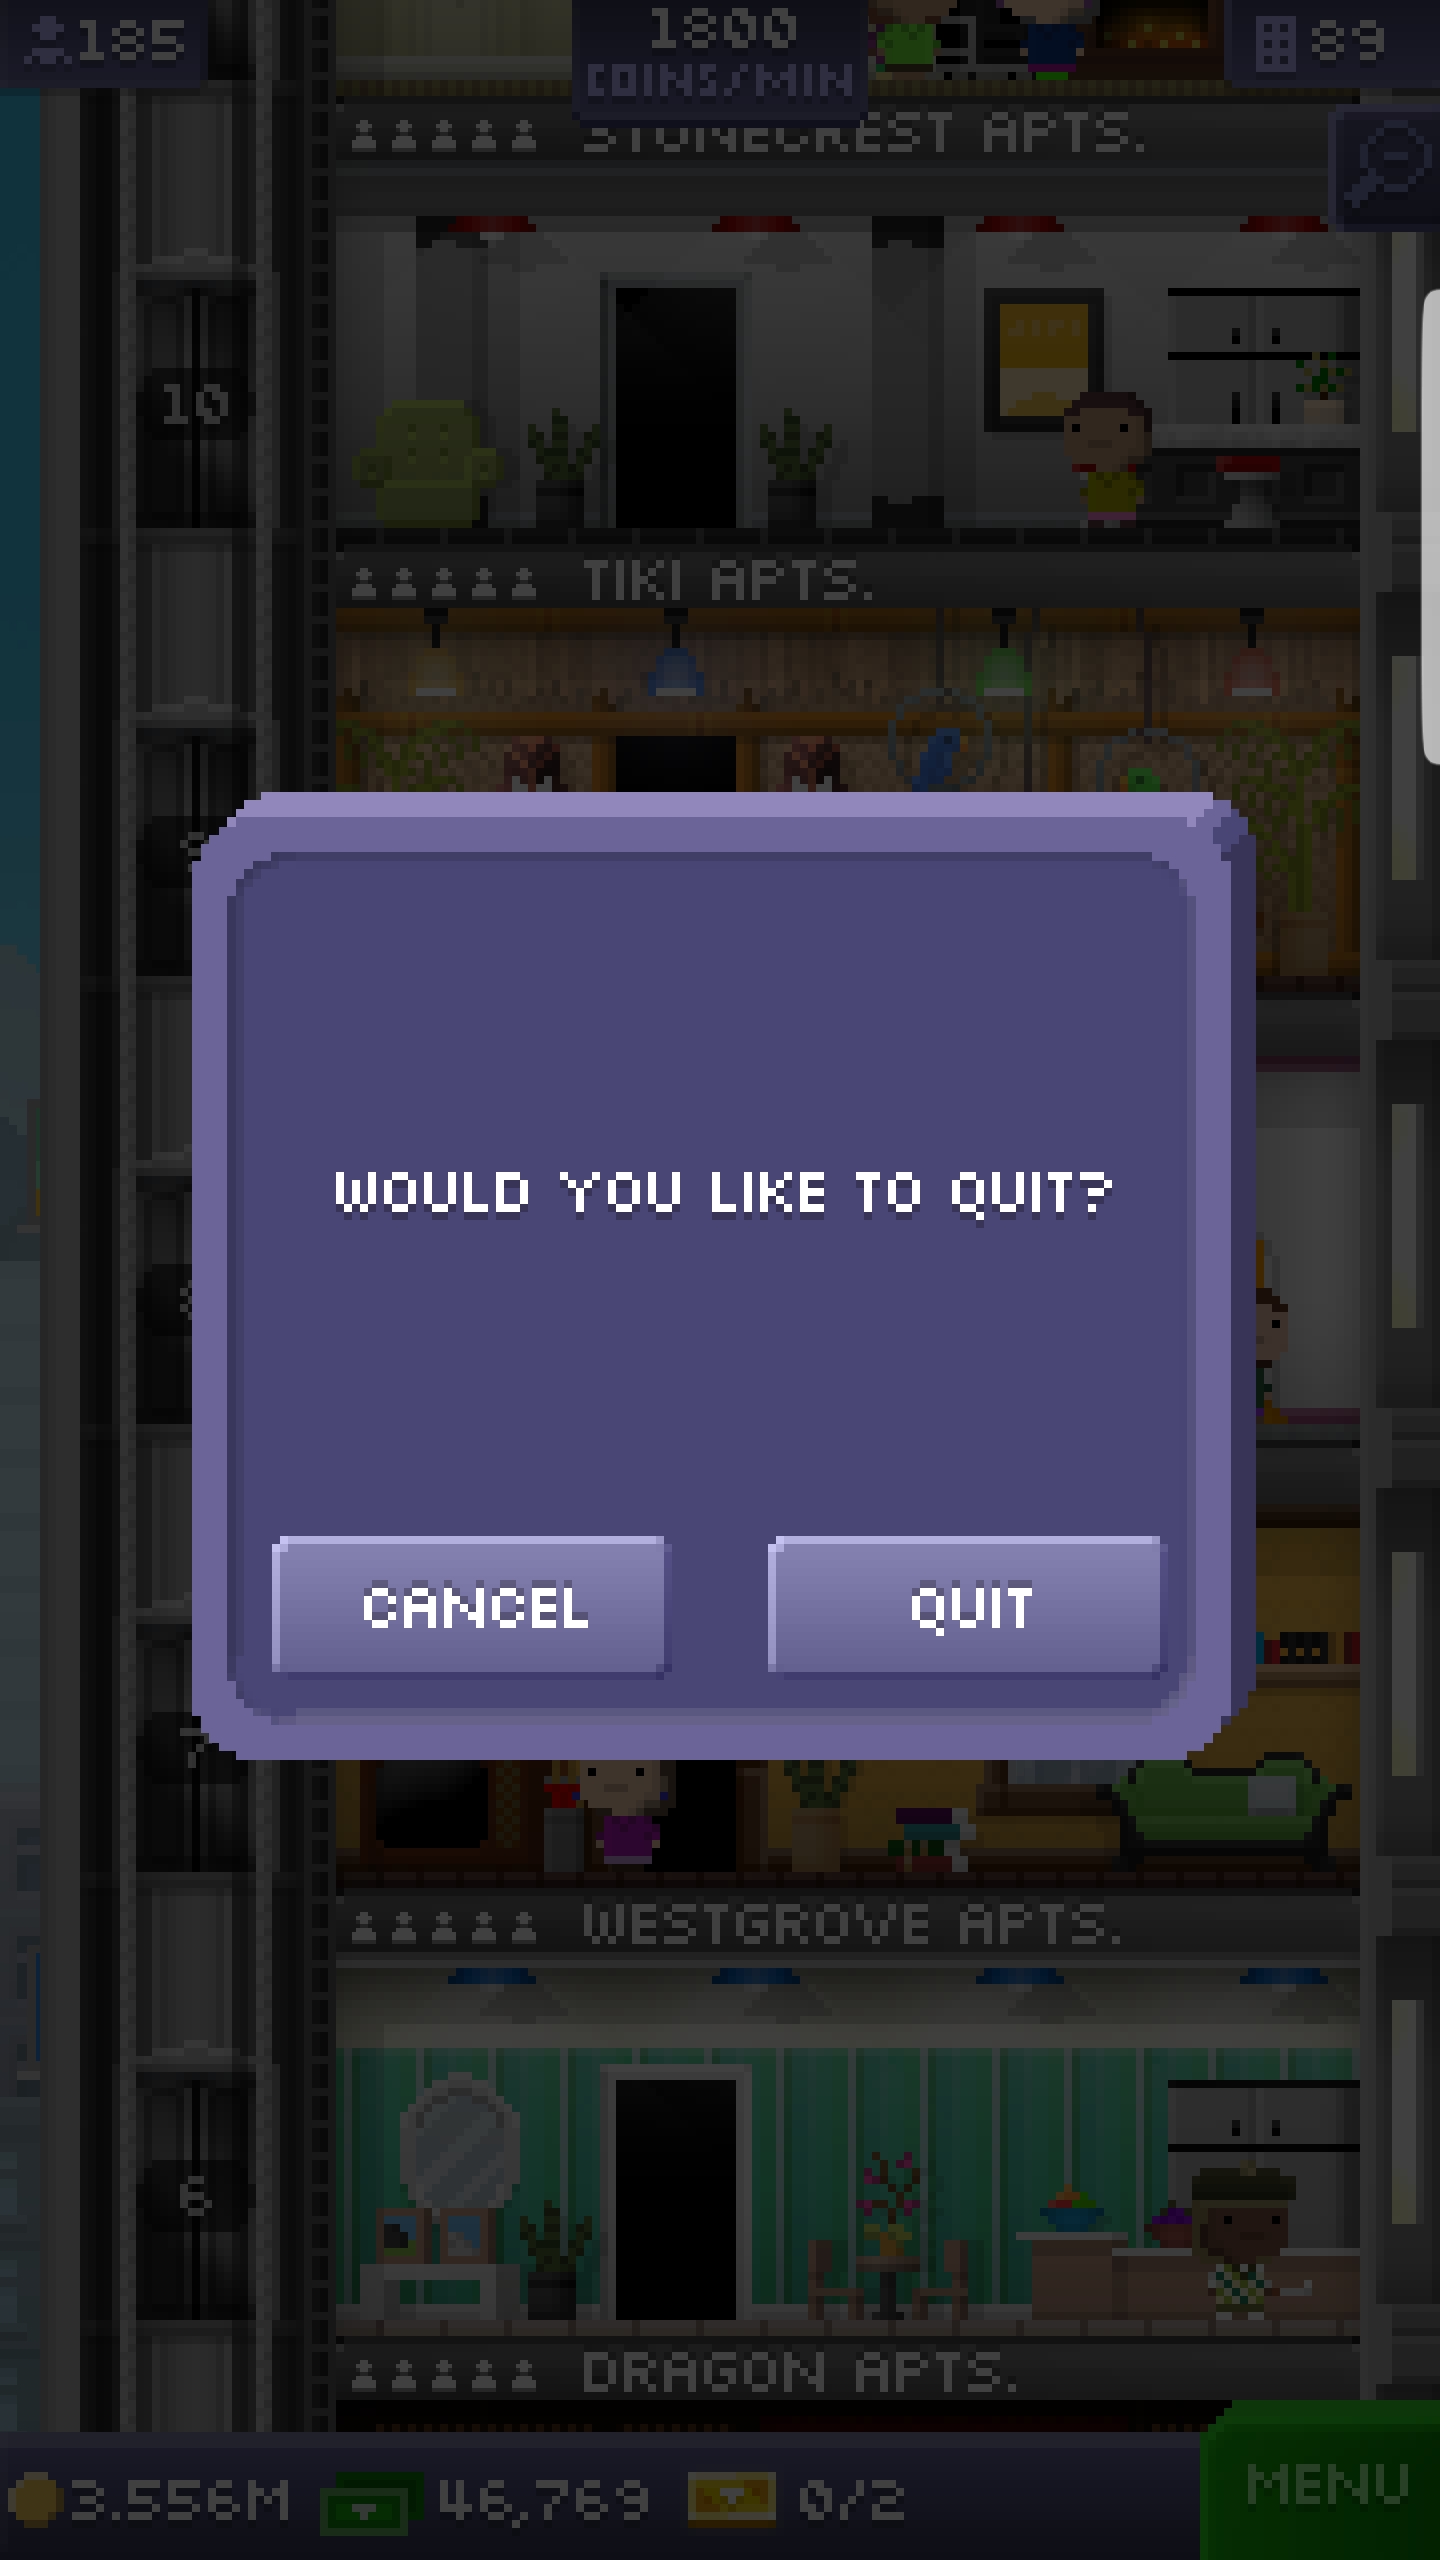 185
1800
COINS/MIN
89
STONECREST APTS.
10
TIKI APTS.
WOULD YOU LIKE TO QUIT?
CANCEL
QUIT
7
WESTGROVE APTS.
6
DRAGON APTS.
3.556M
46,769
0/2
MENU